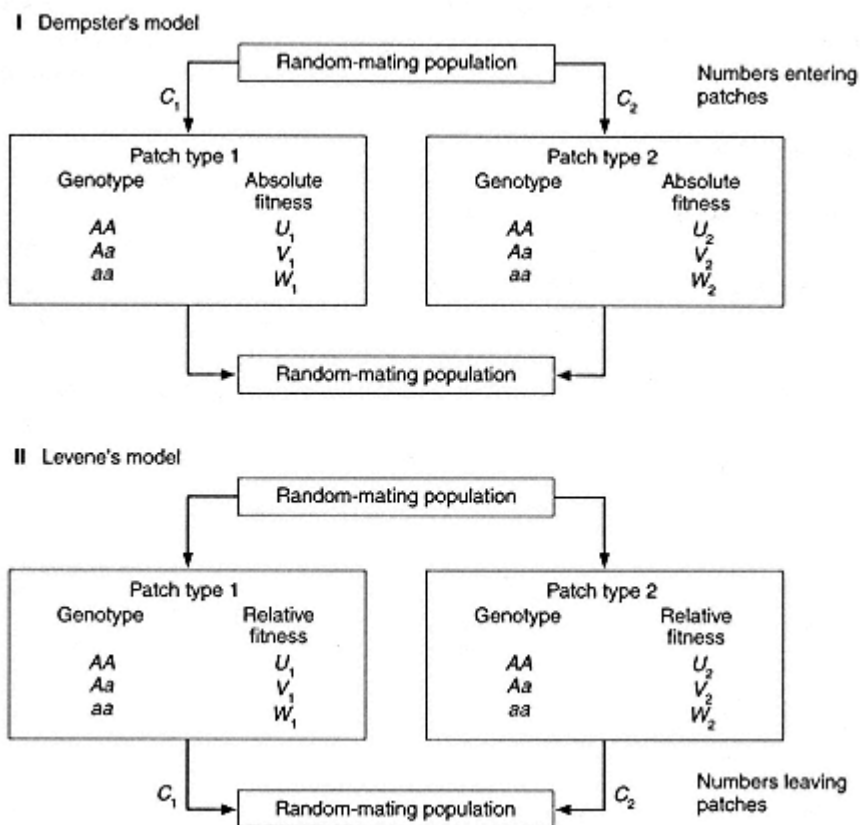 I Dempster's model
Random-mating population
C₁
C₂
Numbers entering
patches
Patch type 1
Genotype Absolute
fitness
AA U₁
Aa V₁
aa W₁
Patch type 2
Genotype Absolute
fitness
AA U₂
Aa V₂
aa W₂
Random-mating population
II Levene's model
Random-mating population
Patch type 1
Genotype Relative
fitness
AA U₁
Aa V₁
aa W₁
Patch type 2
Genotype Relative
fitness
AA U₂
Aa V₂
aa W₂
C₁
Random-mating population
C₂
Numbers leaving
patches